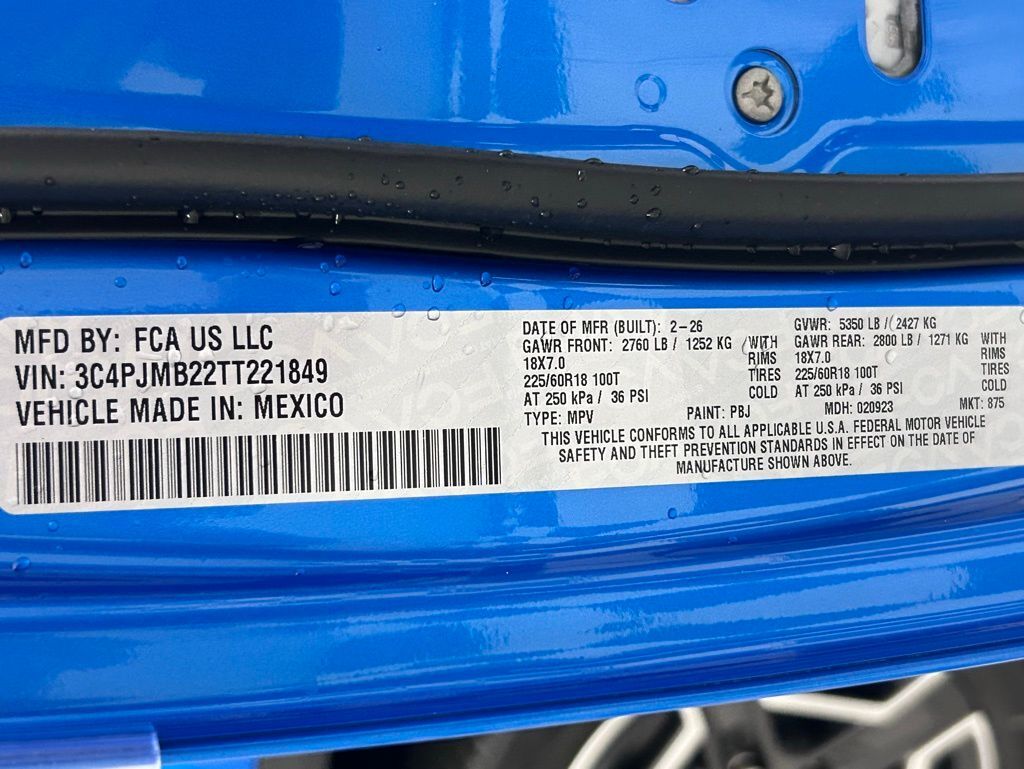 MFD BY: FCA US LLC
VIN: 3C4PJMB22TT221849
VEHICLE MADE IN: MEXICO
DATE OF MFR (BUILT): 2-26
GAWR FRONT: 2760 LB / 1252 KG WITH
18X7.0 RIMS
225/60R18 100T TIRES
AT 250 kPa / 36 PSI COLD
TYPE: MPV
GVWR: 5350 LB / 2427 KG
GAWR REAR: 2800 LB / 1271 KG WITH
18X7.0 RIMS
225/60R18 100T TIRES
AT 250 kPa / 36 PSI COLD
PAINT: PBJ MDH: 020923 MKT: 875
THIS VEHICLE CONFORMS TO ALL APPLICABLE U.S.A. FEDERAL MOTOR VEHICLE
SAFETY AND THEFT PREVENTION STANDARDS IN EFFECT ON THE DATE OF
MANUFACTURE SHOWN ABOVE.